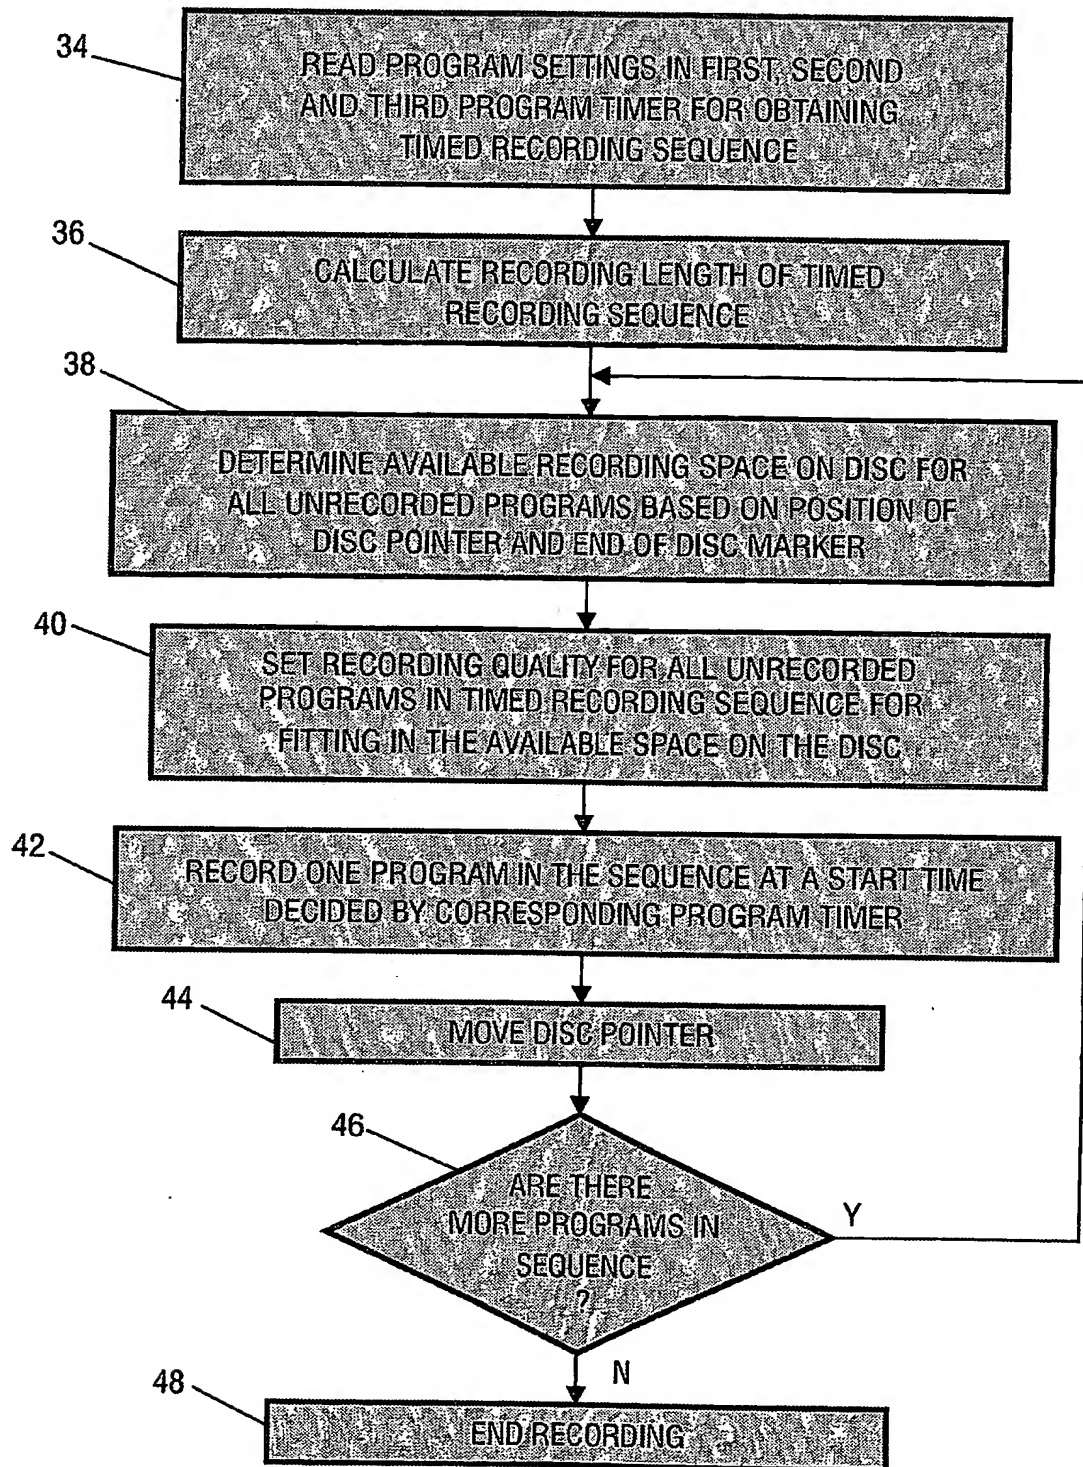 34
READ PROGRAM SETTINGS IN FIRST, SECOND
AND THIRD PROGRAM TIMER FOR OBTAINING
TIMED RECORDING SEQUENCE
36
CALCULATE RECORDING LENGTH OF TIMED
RECORDING SEQUENCE
38
DETERMINE AVAILABLE RECORDING SPACE ON DISC FOR
ALL UNRECORDED PROGRAMS BASED ON POSITION OF
DISC POINTER AND END OF DISC MARKER
40
SET RECORDING QUALITY FOR ALL UNRECORDED
PROGRAMS IN TIMED RECORDING SEQUENCE FOR
FITTING IN THE AVAILABLE SPACE ON THE DISC
42
RECORD ONE PROGRAM IN THE SEQUENCE AT A START TIME
DECIDED BY CORRESPONDING PROGRAM TIMER
44
MOVE DISC POINTER
46
ARE THERE
MORE PROGRAMS IN
SEQUENCE
?
Y
N
48
END RECORDING